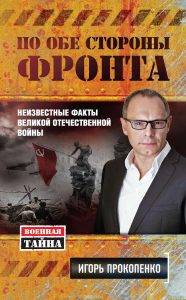 ПО ОБЕ СТОРОНЫ
ФРОНТА
НЕИЗВЕСТНЫЕ ФАКТЫ
ВЕЛИКОЙ ОТЕЧЕСТВЕННОЙ
ВОЙНЫ
ВОЕННАЯ
ТАЙНА
ИГОРЬ ПРОКОПЕНКО